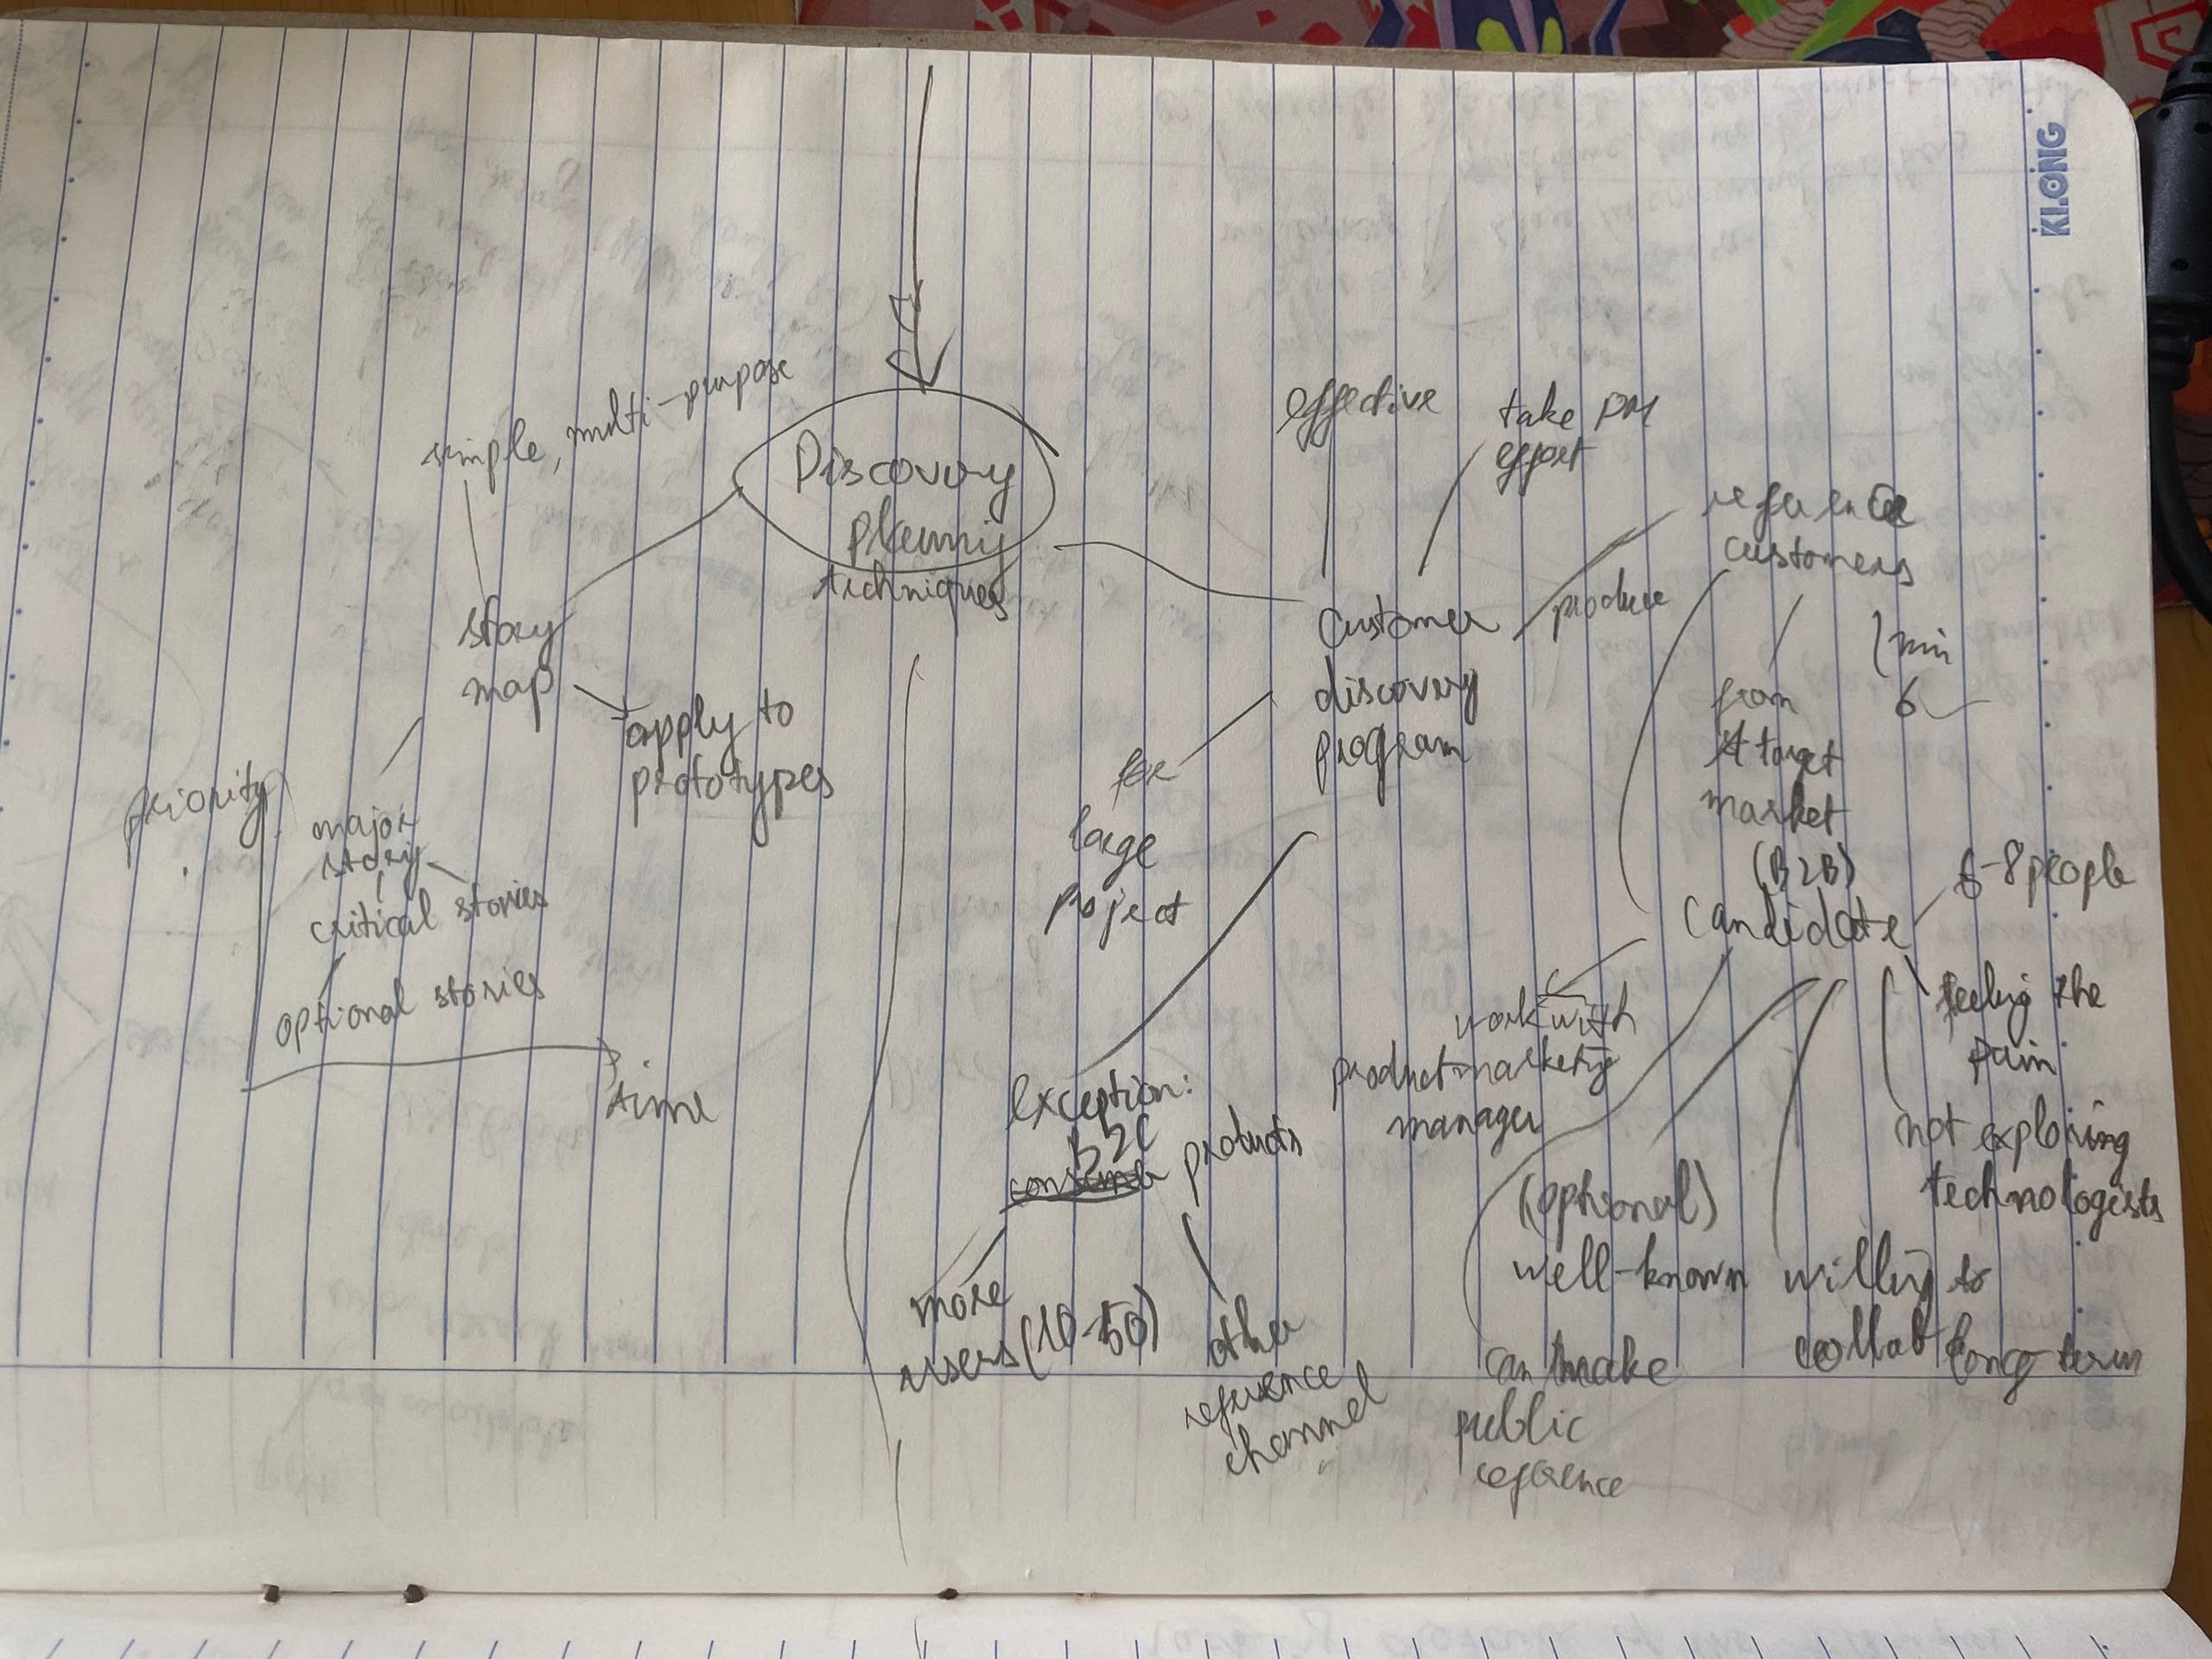 KLONG
Discovery
planning
techniques
simple, multi-purpose
story
map
apply to
prototypes
priority
major
story
critical stories
optional stories
time
effective
take PM
effort
customer
discovery
program
produce
reference
customers
(min
6
from
1 target
market
(B2B)
for
large
project
exception:
B2C
products
more
users (10-50)
other
reference
channel
candidate
6-8 people
feeling the
pain
not exploring
technologists
willing to
collab long-term
(optional)
well-known
can make
public
reference
work with
product marketing
manager